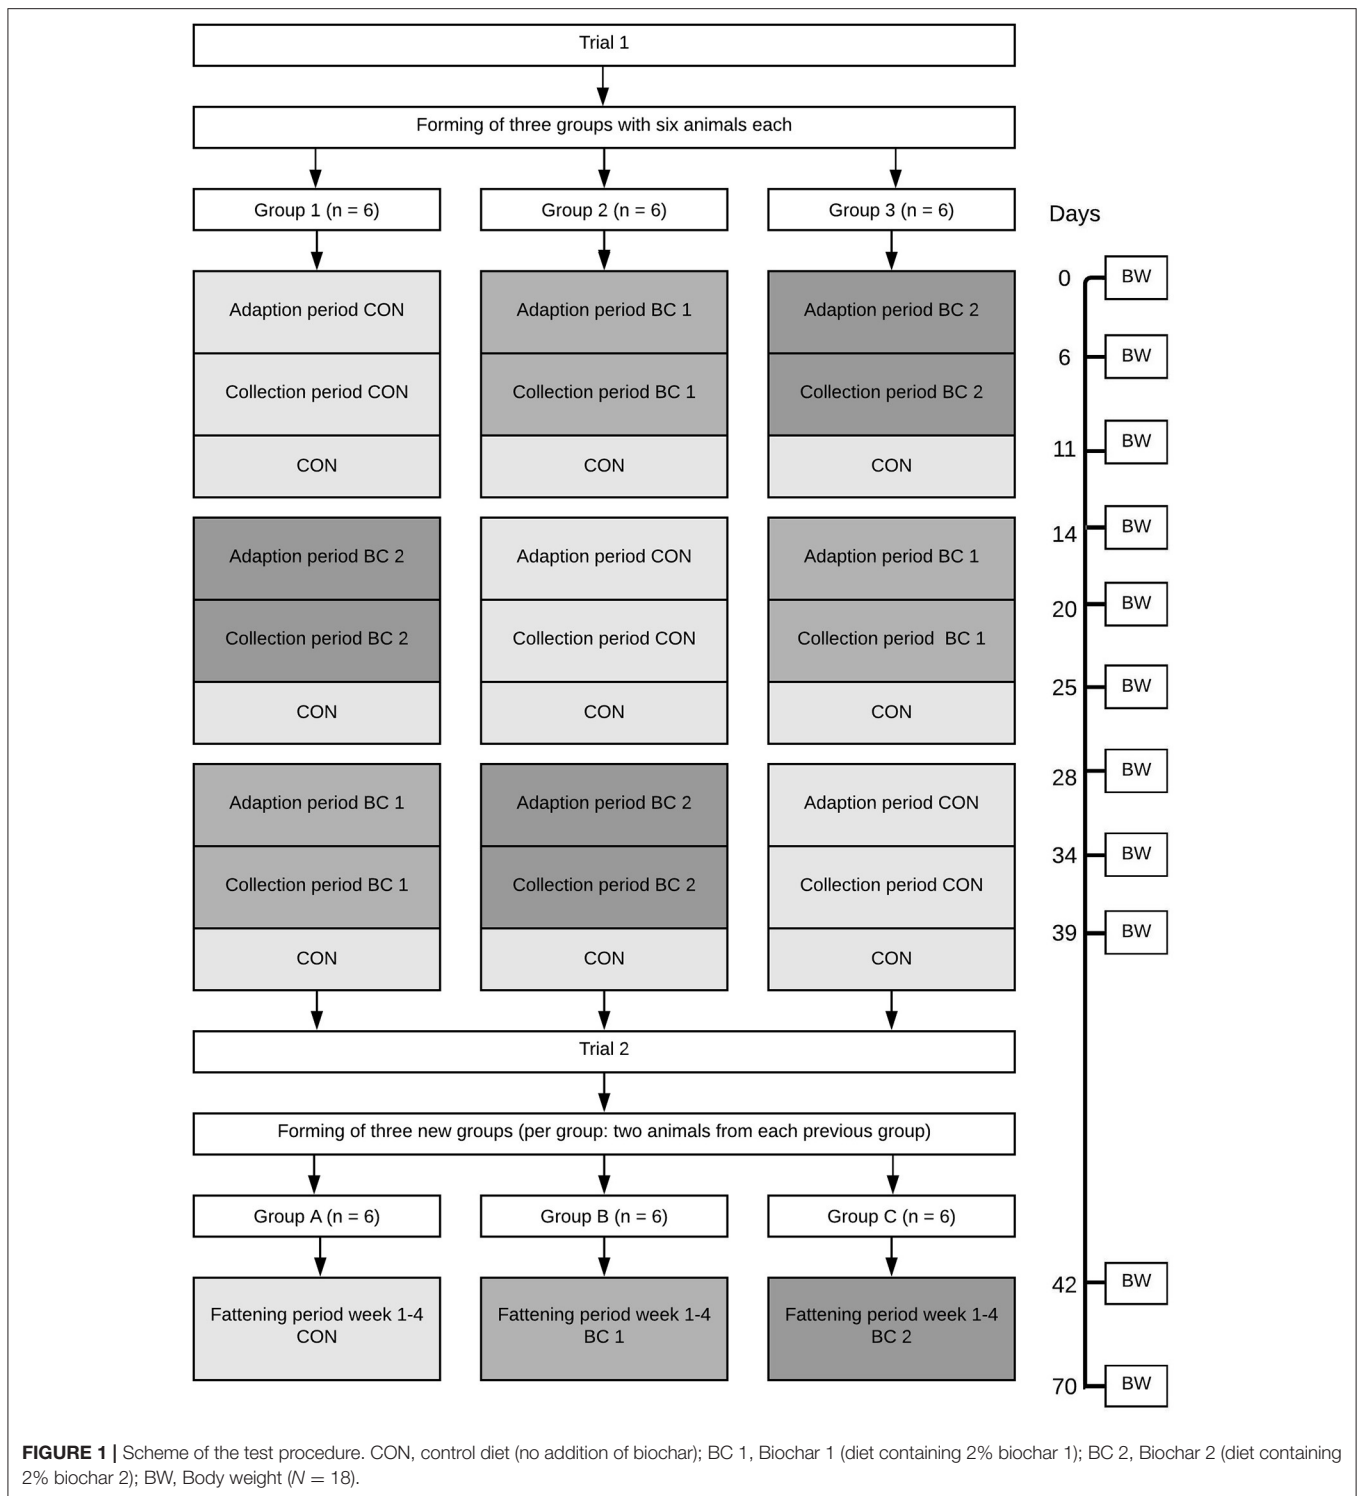 Trial 1
Forming of three groups with six animals each
Group 1 (n = 6)
Group 2 (n = 6)
Group 3 (n = 6)
Days
0
BW
Adaption period CON
Adaption period BC 1
Adaption period BC 2
6
BW
Collection period CON
Collection period BC 1
Collection period BC 2
11
BW
CON
CON
CON
14
BW
Adaption period BC 2
Adaption period CON
Adaption period BC 1
20
BW
Collection period BC 2
Collection period CON
Collection period BC 1
25
BW
CON
CON
CON
28
BW
Adaption period BC 1
Adaption period BC 2
Adaption period CON
34
BW
Collection period BC 1
Collection period BC 2
Collection period CON
39
BW
CON
CON
CON
Trial 2
Forming of three new groups (per group: two animals from each previous group)
Group A (n = 6)
Group B (n = 6)
Group C (n = 6)
42
BW
Fattening period week 1-4
CON
Fattening period week 1-4
BC 1
Fattening period week 1-4
BC 2
70
BW
FIGURE 1 | Scheme of the test procedure. CON, control diet (no addition of biochar); BC 1, Biochar 1 (diet containing 2% biochar 1); BC 2, Biochar 2 (diet containing
2% biochar 2); BW, Body weight (N = 18).